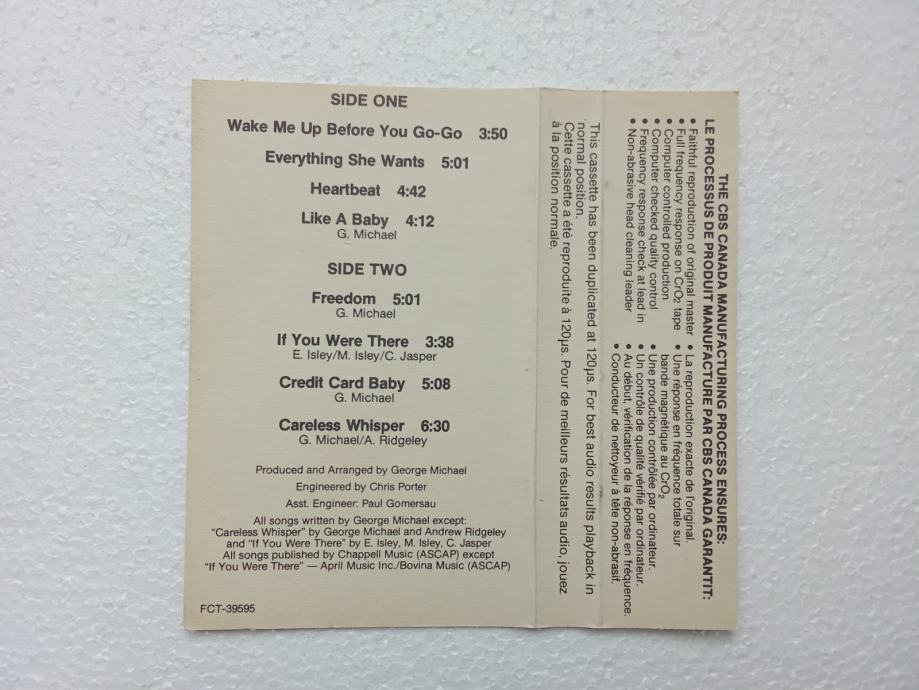 SIDE ONE
Wake Me Up Before You Go-Go 3:50
Everything She Wants 5:01
Heartbeat 4:42
Like A Baby 4:12
G. Michael
SIDE TWO
Freedom 5:01
G. Michael
If You Were There 3:38
E. Isley/M. Isley/C. Jasper
Credit Card Baby 5:08
G. Michael
Careless Whisper 6:30
G. Michael/A. Ridgeley
Produced and Arranged by George Michael
Engineered by Chris Porter
Asst. Engineer: Paul Gomersau
All songs written by George Michael except:
“Careless Whisper” by George Michael and Andrew Ridgeley
and “If You Were There” by E. Isley, M. Isley, C. Jasper
All songs published by Chappell Music (ASCAP) except
“If You Were There” — April Music Inc./Bovina Music (ASCAP)
FCT-39595
This cassette has been duplicated at 120µs. For best audio results playback in
normal position.
Cette cassette a été reproduite à 120µs. Pour de meilleurs résultats audio, jouez
à la position normale.
THE CBS CANADA MANUFACTURING PROCESS ENSURES:
LE PROCESSUS DE PRODUIT MANUFACTURE PAR CBS CANADA GARANTIT:
• Faithful reproduction of original master
• Full frequency response on CrO2 tape
• Computer controlled production
• Computer checked quality control
• Frequency response check at lead in
• Non-abrasive head cleaning leader
• La reproduction exacte de l'original.
• Une réponse en fréquence totale sur
bande magnétique au CrO2
• Une production contrôlée par ordinateur.
• Un contrôle de qualité vérifié par ordinateur.
• Au début, vérification de la réponse en fréquence.
• Conducteur de nettoyeur à tête non-abrasif.